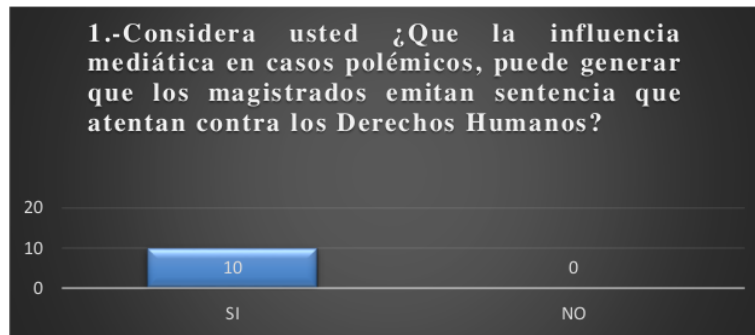 1.-Considera usted ¿Que la influencia
mediática en casos polémicos, puede generar
que los magistrados emitan sentencia que
atentan contra los Derechos Humanos?
20
10
0
10
0
SI
NO